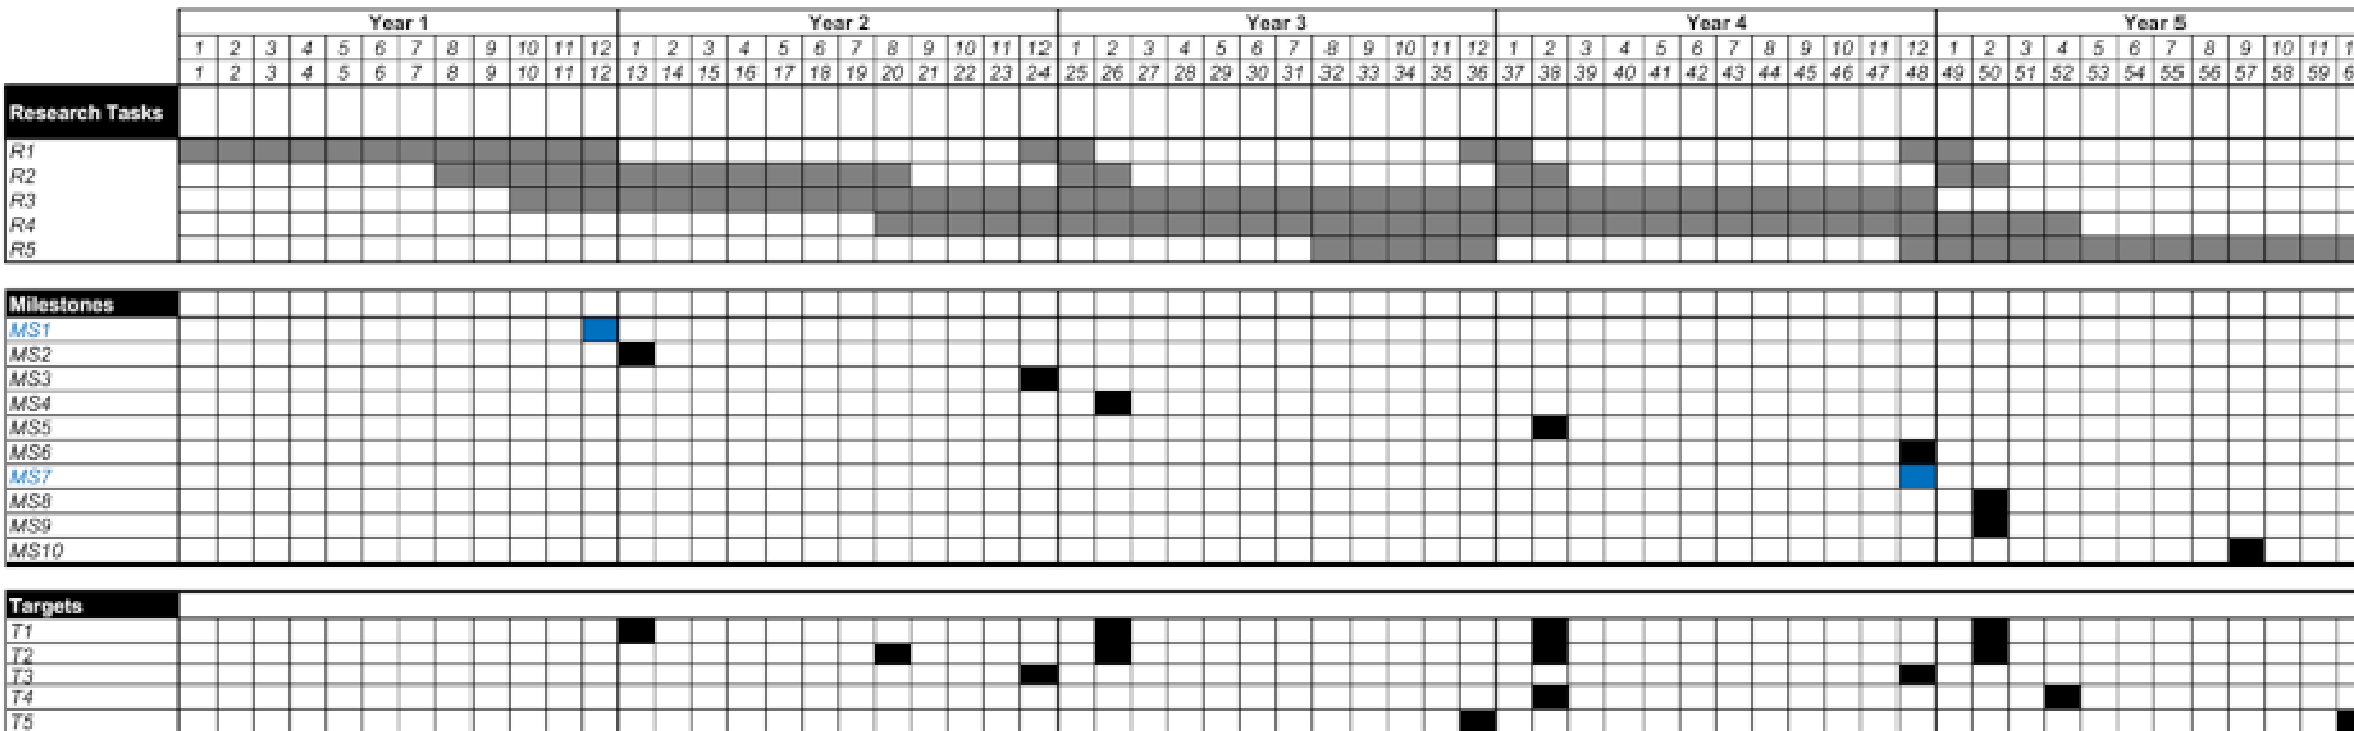 Year 1 Year 2 Year 3 Year 4 Year 5
1 2 3 4 5 6 7 8 9 10 11 12 1 2 3 4 5 6 7 8 9 10 11 12 1 2 3 4 5 6 7 8 9 10 11 12 1 2 3 4 5 6 7 8 9 10 11 12 1 2 3 4 5 6 7 8 9 10 11
1 2 3 4 5 6 7 8 9 10 11 12 13 14 15 16 17 18 19 20 21 22 23 24 25 26 27 28 29 30 31 32 33 34 35 36 37 38 39 40 41 42 43 44 45 46 47 48 49 50 51 52 53 54 55 56 57 58 59
Research Tasks
R1
R2
R3
R4
R5
Milestones
MS1
MS2
MS3
MS4
MS5
MS6
MS7
MS8
MS9
MS10
Targets
T1
T2
T3
T4
T5